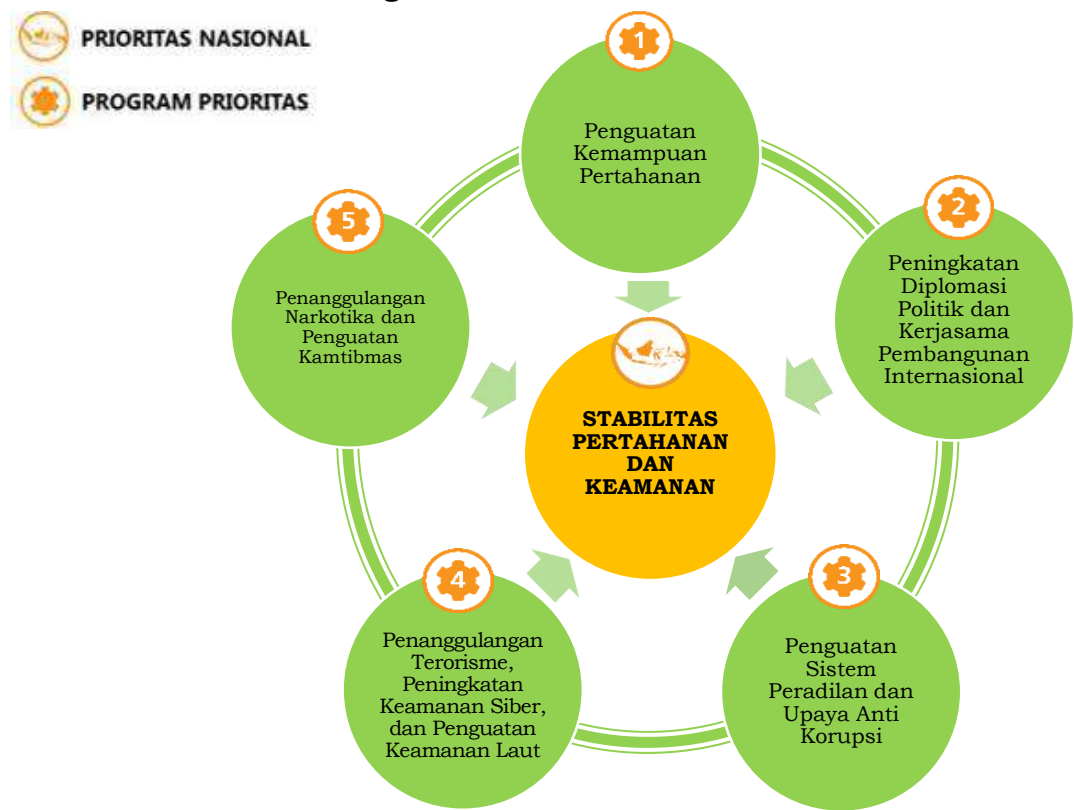 PRIORITAS NASIONAL
PROGRAM PRIORITAS
1
Penguatan
Kemampuan
Pertahanan
2
Peningkatan
Diplomasi
Politik dan
Kerjasama
Pembangunan
Internasional
3
Penguatan
Sistem
Peradilan dan
Upaya Anti
Korupsi
4
Penanggulangan
Terorisme,
Peningkatan
Keamanan Siber,
dan Penguatan
Keamanan Laut
5
Penanggulangan
Narkotika dan
Penguatan
Kamtibmas
STABILITAS
PERTAHANAN
DAN
KEAMANAN